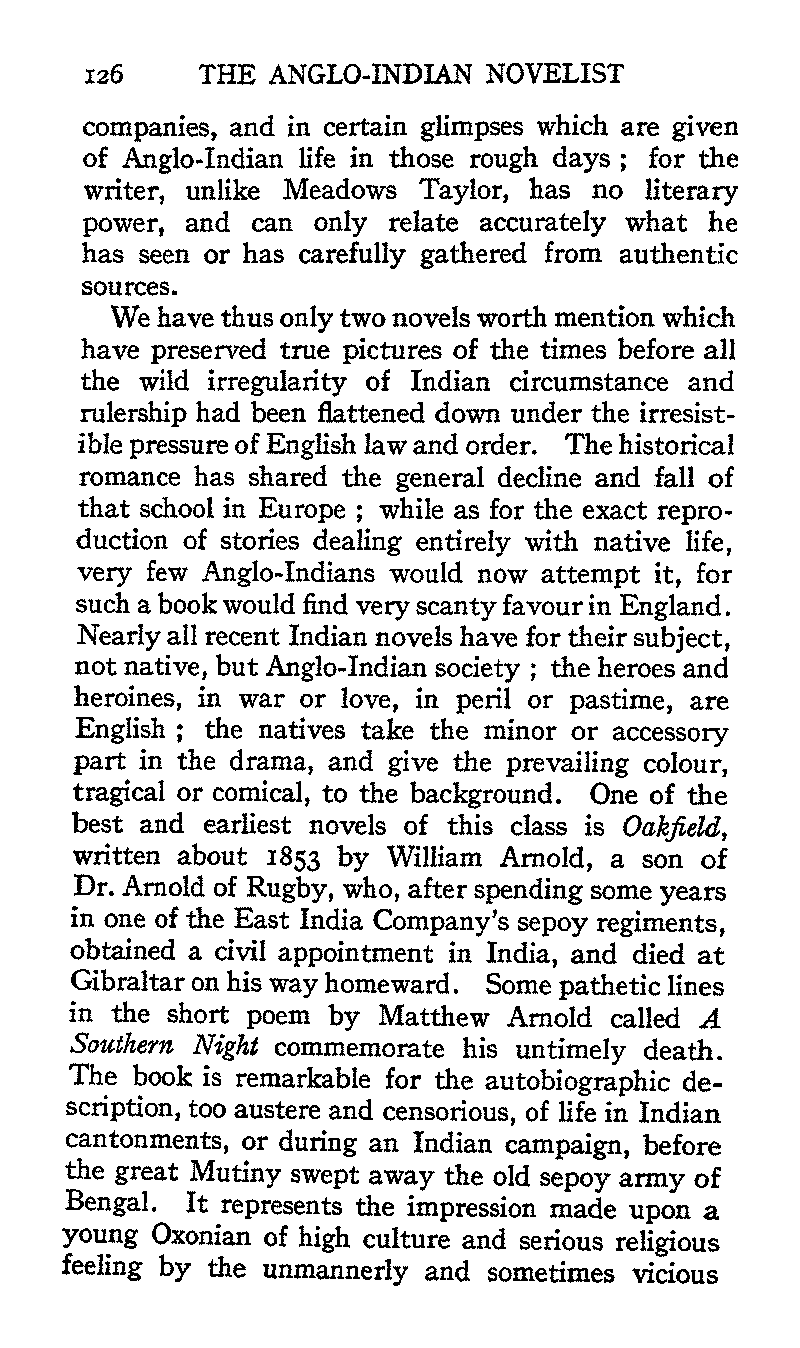 126 THE ANGLO-INDIAN NOVELIST
companies, and in certain glimpses which are given
of Anglo-Indian life in those rough days ; for the
writer, unlike Meadows Taylor, has no literary
power, and can only relate accurately what he
has seen or has carefully gathered from authentic
sources.
We have thus only two novels worth mention which
have preserved true pictures of the times before all
the wild irregularity of Indian circumstance and
rulership had been flattened down under the irresist-
ible pressure of English law and order. The historical
romance has shared the general decline and fall of
that school in Europe ; while as for the exact repro-
duction of stories dealing entirely with native life,
very few Anglo-Indians would now attempt it, for
such a book would find very scanty favour in England.
Nearly all recent Indian novels have for their subject,
not native, but Anglo-Indian society ; the heroes and
heroines, in war or love, in peril or pastime, are
English ; the natives take the minor or accessory
part in the drama, and give the prevailing colour,
tragical or comical, to the background. One of the
best and earliest novels of this class is Oakfield,
written about 1853 by William Arnold, a son of
Dr. Arnold of Rugby, who, after spending some years
in one of the East India Company's sepoy regiments,
obtained a civil appointment in India, and died at
Gibraltar on his way homeward. Some pathetic lines
in the short poem by Matthew Arnold called A
Southern Night commemorate his untimely death.
The book is remarkable for the autobiographic de-
scription, too austere and censorious, of life in Indian
cantonments, or during an Indian campaign, before
the great Mutiny swept away the old sepoy army of
Bengal. It represents the impression made upon a
young Oxonian of high culture and serious religious
feeling by the unmannerly and sometimes vicious